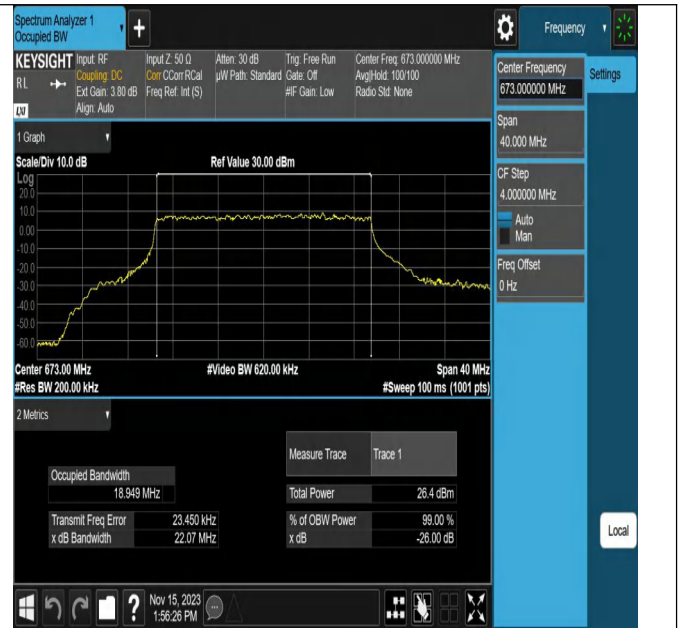 Spectrum Analyzer 1
Occupied BW
+
Frequency
KEYSIGHT
RL
LXI
Input: RF
Coupling: DC
Ext Gain: 3.80 dB
Align: Auto
Input Z: 50 Ω
Corr CCorr RCal
Freq Ref: Int (S)
Atten: 30 dB
µW Path: Standard
Trig: Free Run
Gate: Off
#IF Gain: Low
Center Freq: 673.000000 MHz
Avg|Hold: 100/100
Radio Std: None
Center Frequency
673.000000 MHz
Settings
Span
40.000 MHz
CF Step
4.000000 MHz
Auto
Man
Freq Offset
0 Hz
1 Graph
Scale/Div 10.0 dB
Ref Value 30.00 dBm
Log
20.0
10.0
0.00
-10.0
-20.0
-30.0
-40.0
-50.0
-60.0
Center 673.00 MHz
#Video BW 620.00 kHz
Span 40 MHz
#Res BW 200.00 kHz
#Sweep 100 ms (1001 pts)
2 Metrics
Measure Trace
Trace 1
Occupied Bandwidth
18.949 MHz
Total Power
26.4 dBm
Transmit Freq Error
23.450 kHz
% of OBW Power
99.00 %
x dB Bandwidth
22.07 MHz
x dB
-26.00 dB
Local
?
Nov 15, 2023
1:56:26 PM